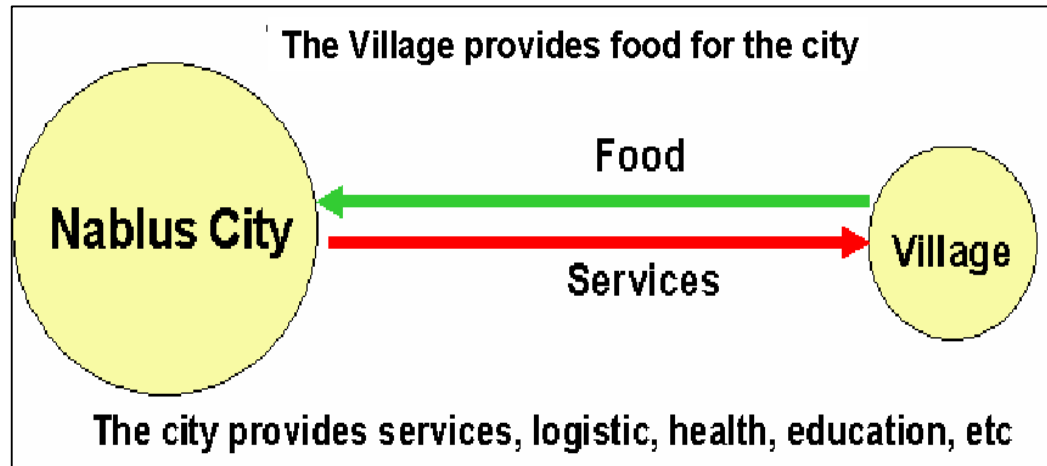 The Village provides food for the city
Food
Nablus City
Village
Services
The city provides services, logistic, health, education, etc